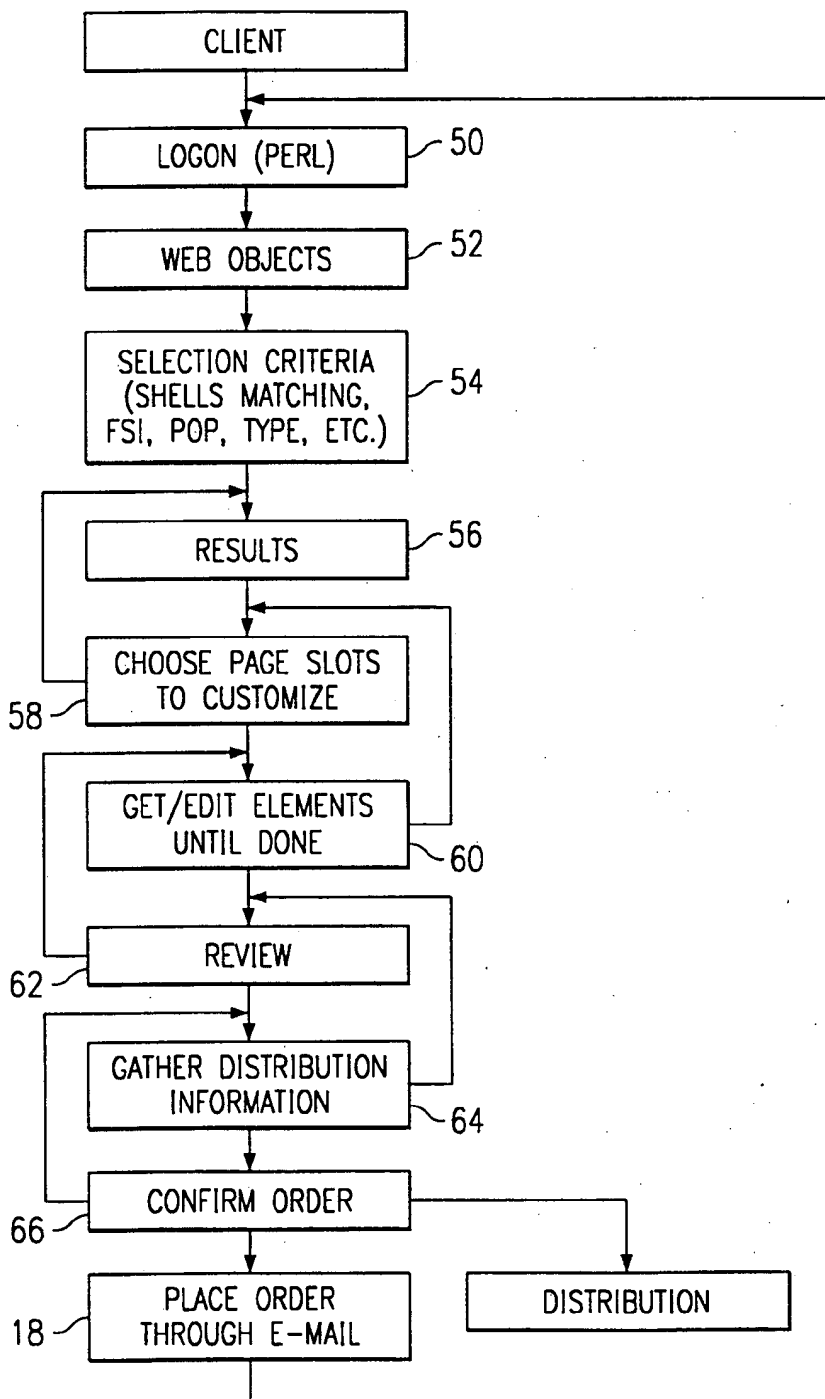 CLIENT
LOGON (PERL)
50
WEB OBJECTS
52
SELECTION CRITERIA
(SHELLS MATCHING,
FSI, POP, TYPE, ETC.)
54
RESULTS
56
CHOOSE PAGE SLOTS
TO CUSTOMIZE
58
GET/EDIT ELEMENTS
UNTIL DONE
60
REVIEW
62
GATHER DISTRIBUTION
INFORMATION
64
CONFIRM ORDER
66
PLACE ORDER
THROUGH E-MAIL
18
DISTRIBUTION